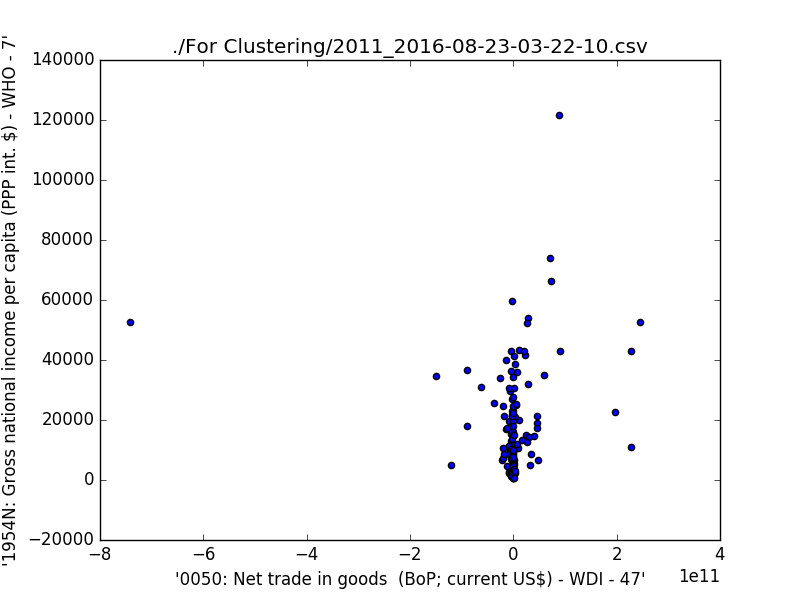 ./For Clustering/2011_2016-08-23-03-22-10.csv
'1954N: Gross national income per capita (PPP int. $) - WHO - 7'
140000
120000
100000
80000
60000
40000
20000
0
−20000
−8 −6 −4 −2 0 2 4
1e11
'0050: Net trade in goods  (BoP; current US$) - WDI - 47'